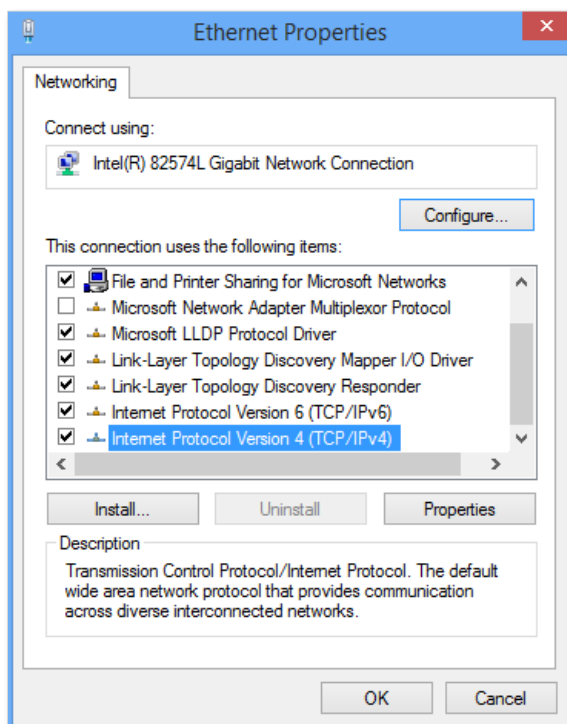 Ethernet Properties
Networking
Connect using:
Intel(R) 82574L Gigabit Network Connection
Configure...
This connection uses the following items:
File and Printer Sharing for Microsoft Networks
Microsoft Network Adapter Multiplexor Protocol
Microsoft LLDP Protocol Driver
Link-Layer Topology Discovery Mapper I/O Driver
Link-Layer Topology Discovery Responder
Internet Protocol Version 6 (TCP/IPv6)
Internet Protocol Version 4 (TCP/IPv4)
Install... Uninstall Properties
Description
Transmission Control Protocol/Internet Protocol. The default
wide area network protocol that provides communication
across diverse interconnected networks.
OK Cancel